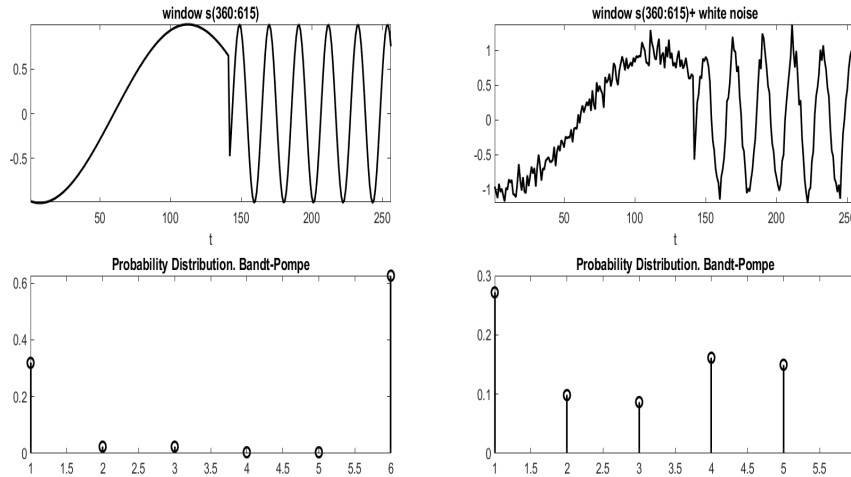 window s(360:615)
0.5
0
-0.5
50 100 150 200 250
t
window s(360:615)+ white noise
1
0.5
0
-0.5
-1
50 100 150 200 250
t
Probability Distribution. Bandt-Pompe
0.6
0.4
0.2
0
1 1.5 2 2.5 3 3.5 4 4.5 5 5.5 6
Probability Distribution. Bandt-Pompe
0.3
0.2
0.1
0
1 1.5 2 2.5 3 3.5 4 4.5 5 5.5